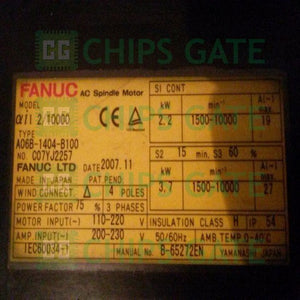 CHIPS GATE
FANUC AC Spindle Motor
MODEL
αiI 2/10000
TYPE
A06B-1404-B100
NO. C07YJ2257
FANUC LTD DATE 2007.11
MADE IN JAPAN PAT PEND
WIND CONNECT △ 4 POLES
POWER FACTOR 75 % 3 PHASES
MOTOR INPUT(~) 110-220 V
AMP INPUT(~) 200-230 V
IEC60034-1
SI CONT
kW min-1 A(~)
2.2 1500-10000 19
S2 15 min. S3 60 %
kW min-1 A(~)
3.7 1500-10000 27
INSULATION CLASS H IP 54
50/60Hz AMB.TEMP 0-40℃
MANUAL No. B-65272EN YAMANASHI JAPAN